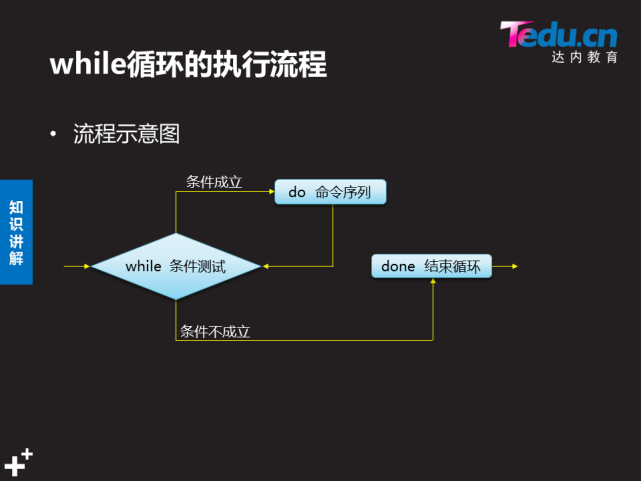 Tedu.cn
达内教育
while循环的执行流程
• 流程示意图
知识讲解
条件成立
do 命令序列
while 条件测试
done 结束循环
条件不成立